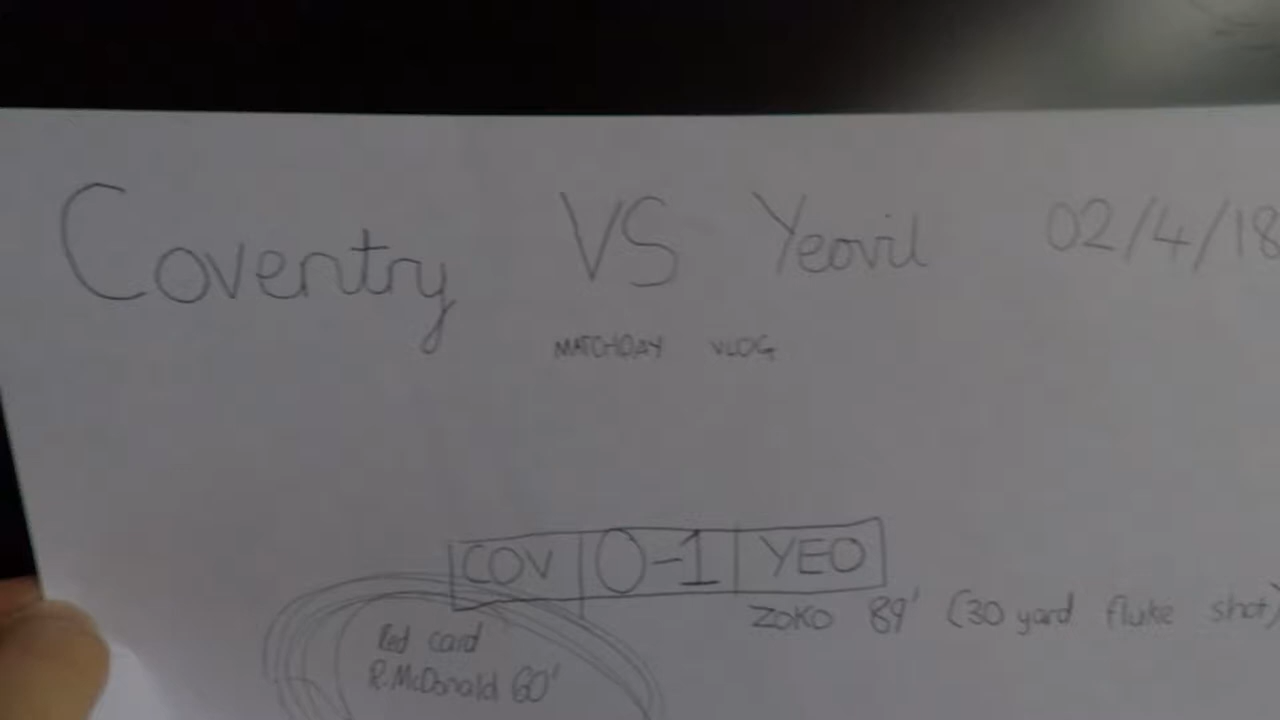 Coventry VS Yeovil 02/4/18
MATCHDAY VLOG
COV 0-1 YEO
ZOKO 89' (30 yard fluke shot)
Red card
R.McDonald 60'